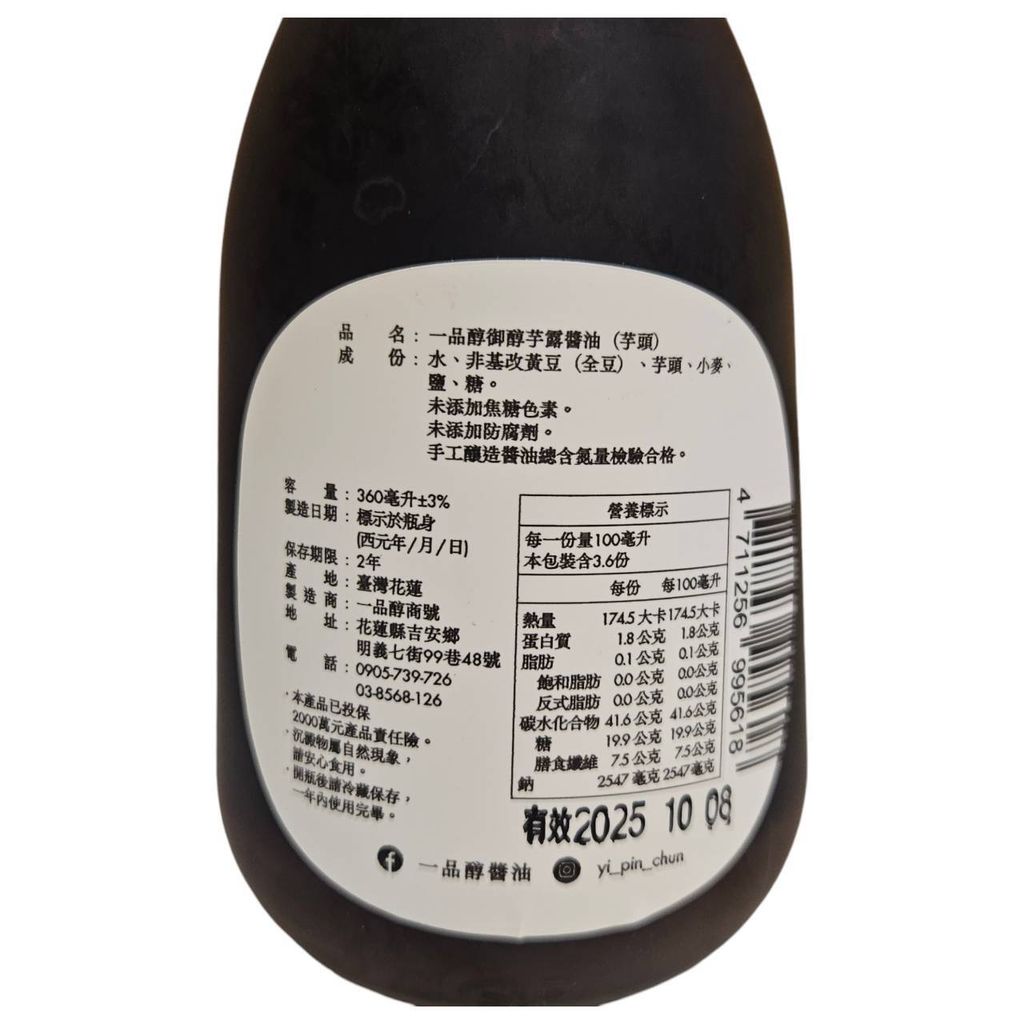 品　名：一品醇御醇芋露醬油（芋頭）
成　份：水、非基改黃豆（全豆）、芋頭、小麥、
鹽、糖。
未添加焦糖色素。
未添加防腐劑。
手工釀造醬油總含氮量檢驗合格。
容　量：360毫升±3%
製造日期：標示於瓶身
(西元年/月/日)
保存期限：2年
產　地：臺灣花蓮
製造商：一品醇商號
地　址：花蓮縣吉安鄉
明義七街99巷48號
電　話：0905-739-726
03-8568-126
·本產品已投保
2000萬元產品責任險。
·沉澱物屬自然現象，
請安心食用。
·開瓶後請冷藏保存，
一年內使用完畢。
營養標示
每一份量100毫升
本包裝含3.6份
每份　每100毫升
熱量　174.5 大卡 174.5大卡
蛋白質　1.8 公克　1.8公克
脂肪　0.1 公克　0.1公克
飽和脂肪　0.0 公克　0.0公克
反式脂肪　0.0 公克　0.0公克
碳水化合物　41.6 公克　41.6公克
糖　19.9 公克　19.9公克
膳食纖維　7.5 公克　7.5公克
鈉　2547 毫克 2547 毫克
4 711256 995618
有效2025 10 08
一品醇醬油　yi_pin_chun